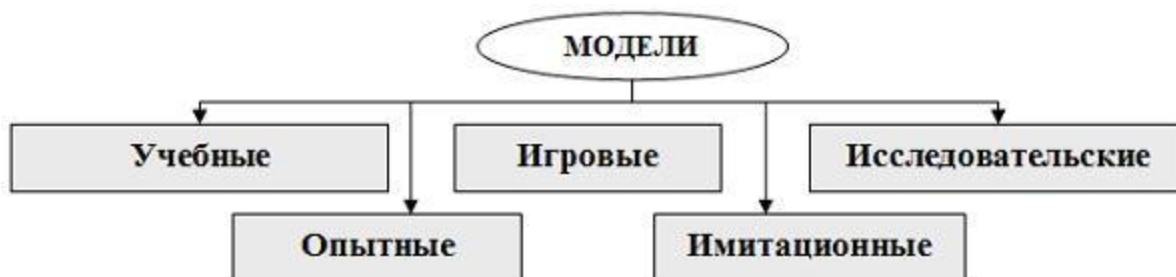 МОДЕЛИ
Учебные
Игровые
Исследовательские
Опытные
Имитационные